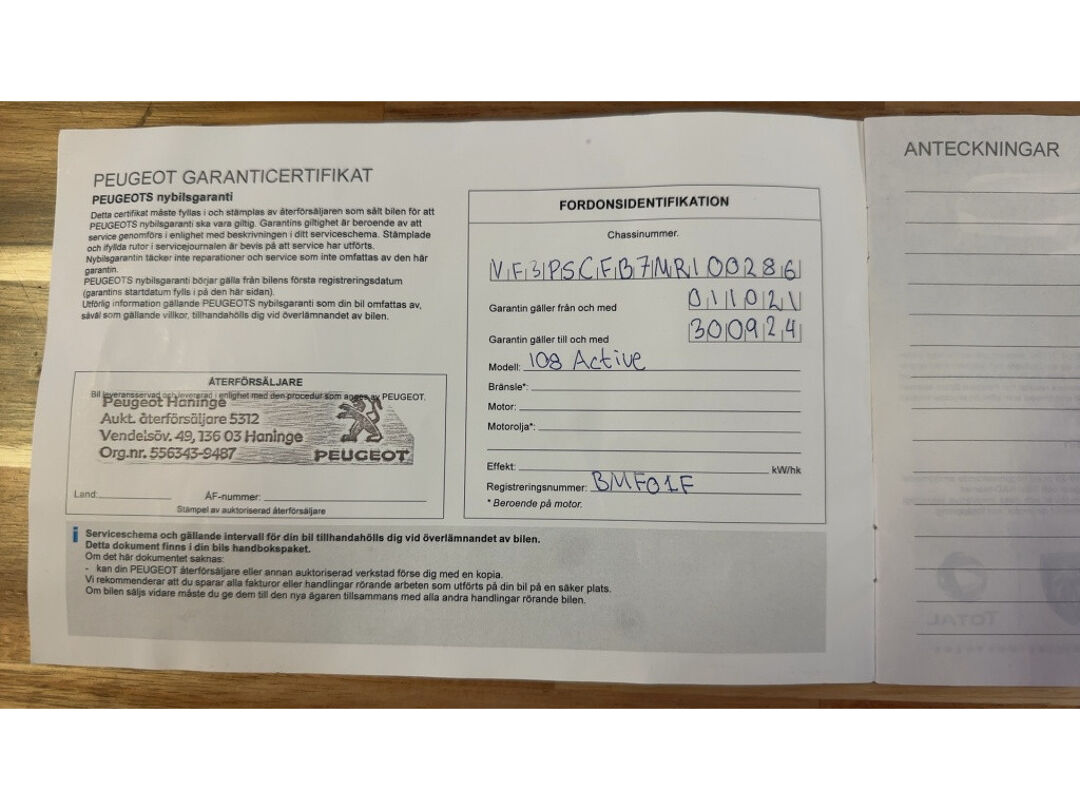 PEUGEOT GARANTICERTIFIKAT
PEUGEOTS nybilsgaranti
Detta certifikat måste fyllas i och stämplas av återförsäljaren som sålt bilen för att
PEUGEOTS nybilsgaranti ska vara giltig. Garantins giltighet är beroende av att
service genomförs i enlighet med beskrivningen i ditt serviceschema. Stämplade
och ifyllda rutor i servicejournalen är bevis på att service har utförts.
Nybilsgarantin täcker inte reparationer och service som inte omfattas av den här
garantin.
PEUGEOTS nybilsgaranti börjar gälla från bilens första registreringsdatum
(garantins startdatum fylls i på den här sidan).
Utförlig information gällande PEUGEOTS nybilsgaranti som din bil omfattas av,
såväl som gällande villkor, tillhandahölls dig vid överlämnandet av bilen.
ÅTERFÖRSÄLJARE
Bil leveransservad och levererad i enlighet med den procedur som anges av PEUGEOT.
Peugeot Haninge
Aukt. återförsäljare 5312
Vendelsöv. 49, 136 03 Haninge
Org.nr. 556343-9487
PEUGEOT
Land:
ÅF-nummer:
Stämpel av auktoriserad återförsäljare
FORDONSIDENTIFIKATION
Chassinummer.
VF3PSCFB7MR100286
Garantin gäller från och med 011021
Garantin gäller till och med 300924
Modell: 108 Active
Bränsle*:
Motor:
Motorolja*:
Effekt: kW/hk
Registreringsnummer: BMF01F
* Beroende på motor.
i Serviceschema och gällande intervall för din bil tillhandahölls dig vid överlämnandet av bilen.
Detta dokument finns i din bils handbokspaket.
Om det här dokumentet saknas:
- kan din PEUGEOT återförsäljare eller annan auktoriserad verkstad förse dig med en kopia.
Vi rekommenderar att du sparar alla fakturor eller handlingar rörande arbeten som utförts på din bil på en säker plats.
Om bilen säljs vidare måste du ge dem till den nya ägaren tillsammans med alla andra handlingar rörande bilen.
ANTECKNINGAR
TOTAL